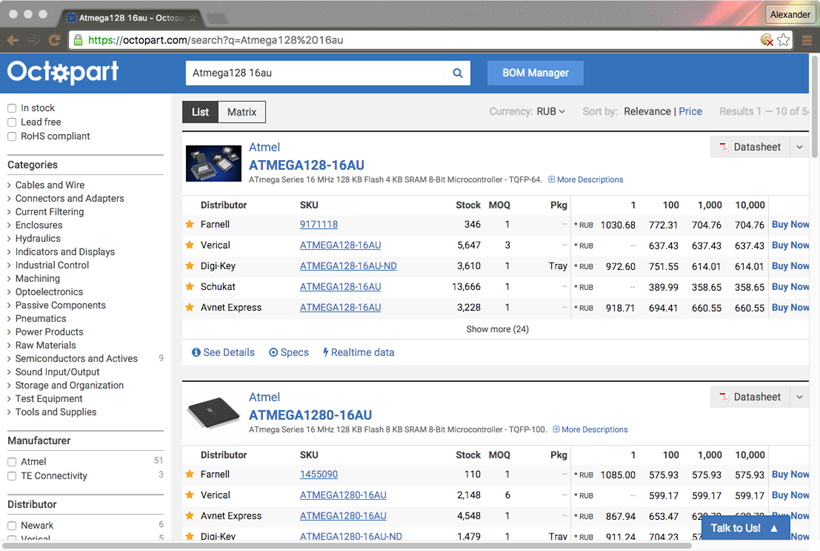 Atmega128 16au - Octopa
Alexander
https://octopart.com/search?q=Atmega128%2016au
Octopart
Atmega128 16au
BOM Manager
In stock
Lead free
RoHS compliant
Categories
Cables and Wire
Connectors and Adapters
Current Filtering
Enclosures
Hydraulics
Indicators and Displays
Industrial Control
Machining
Optoelectronics
Passive Components
Pneumatics
Power Products
Raw Materials
Semiconductors and Actives 9
Sound Input/Output
Storage and Organization
Test Equipment
Tools and Supplies
Manufacturer
Atmel 51
TE Connectivity 3
Distributor
Newark 6
Verical 5
List Matrix Currency: RUB Sort by: Relevance | Price Results 1 — 10 of 5
Atmel Datasheet
ATMEGA128-16AU
ATmega Series 16 MHz 128 KB Flash 4 KB SRAM 8-Bit Microcontroller - TQFP-64. More Descriptions
Distributor SKU Stock MOQ Pkg 1 100 1,000 10,000
Farnell 9171118 346 1 -- * RUB 1030.68 772.31 704.76 704.76 Buy Now
Verical ATMEGA128-16AU 5,647 3 -- * RUB -- 637.43 637.43 637.43 Buy Now
Digi-Key ATMEGA128-16AU-ND 3,610 1 Tray * RUB 972.60 751.55 614.01 614.01 Buy Now
Schukat ATMEGA128-16AU 13,666 1 -- * RUB -- 389.99 358.65 358.65 Buy Now
Avnet Express ATMEGA128-16AU 3,228 1 -- * RUB 918.71 694.41 660.55 660.55 Buy Now
Show more (24)
See Details Specs Realtime data
Atmel Datasheet
ATMEGA1280-16AU
ATmega Series 16 MHz 128 KB Flash 8 KB SRAM 8-Bit Microcontroller - TQFP-100. More Descriptions
Distributor SKU Stock MOQ Pkg 1 100 1,000 10,000
Farnell 1455090 110 1 -- * RUB 1085.00 575.93 575.93 575.93 Buy Now
Verical ATMEGA1280-16AU 2,148 6 -- * RUB -- 599.17 599.17 599.17 Buy Now
Avnet Express ATMEGA1280-16AU 4,548 1 -- * RUB 867.94 653.47 Buy Now
Digi-Key ATMEGA1280-16AU-ND 1,479 1 Tray * RUB 911.24 704.23
Talk to Us!